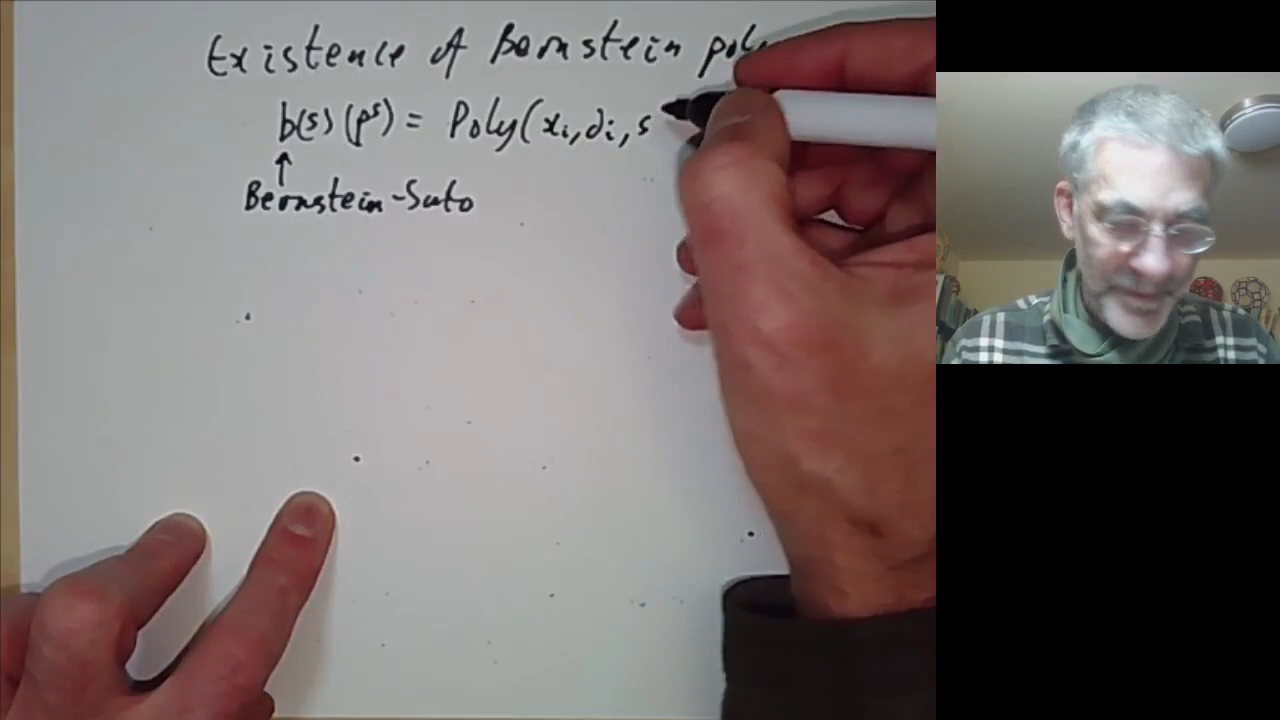 Existence of Bernstein poly
b(s) (p^s) = Poly(x_i, ∂_i, s
↑
Bernstein-Sato